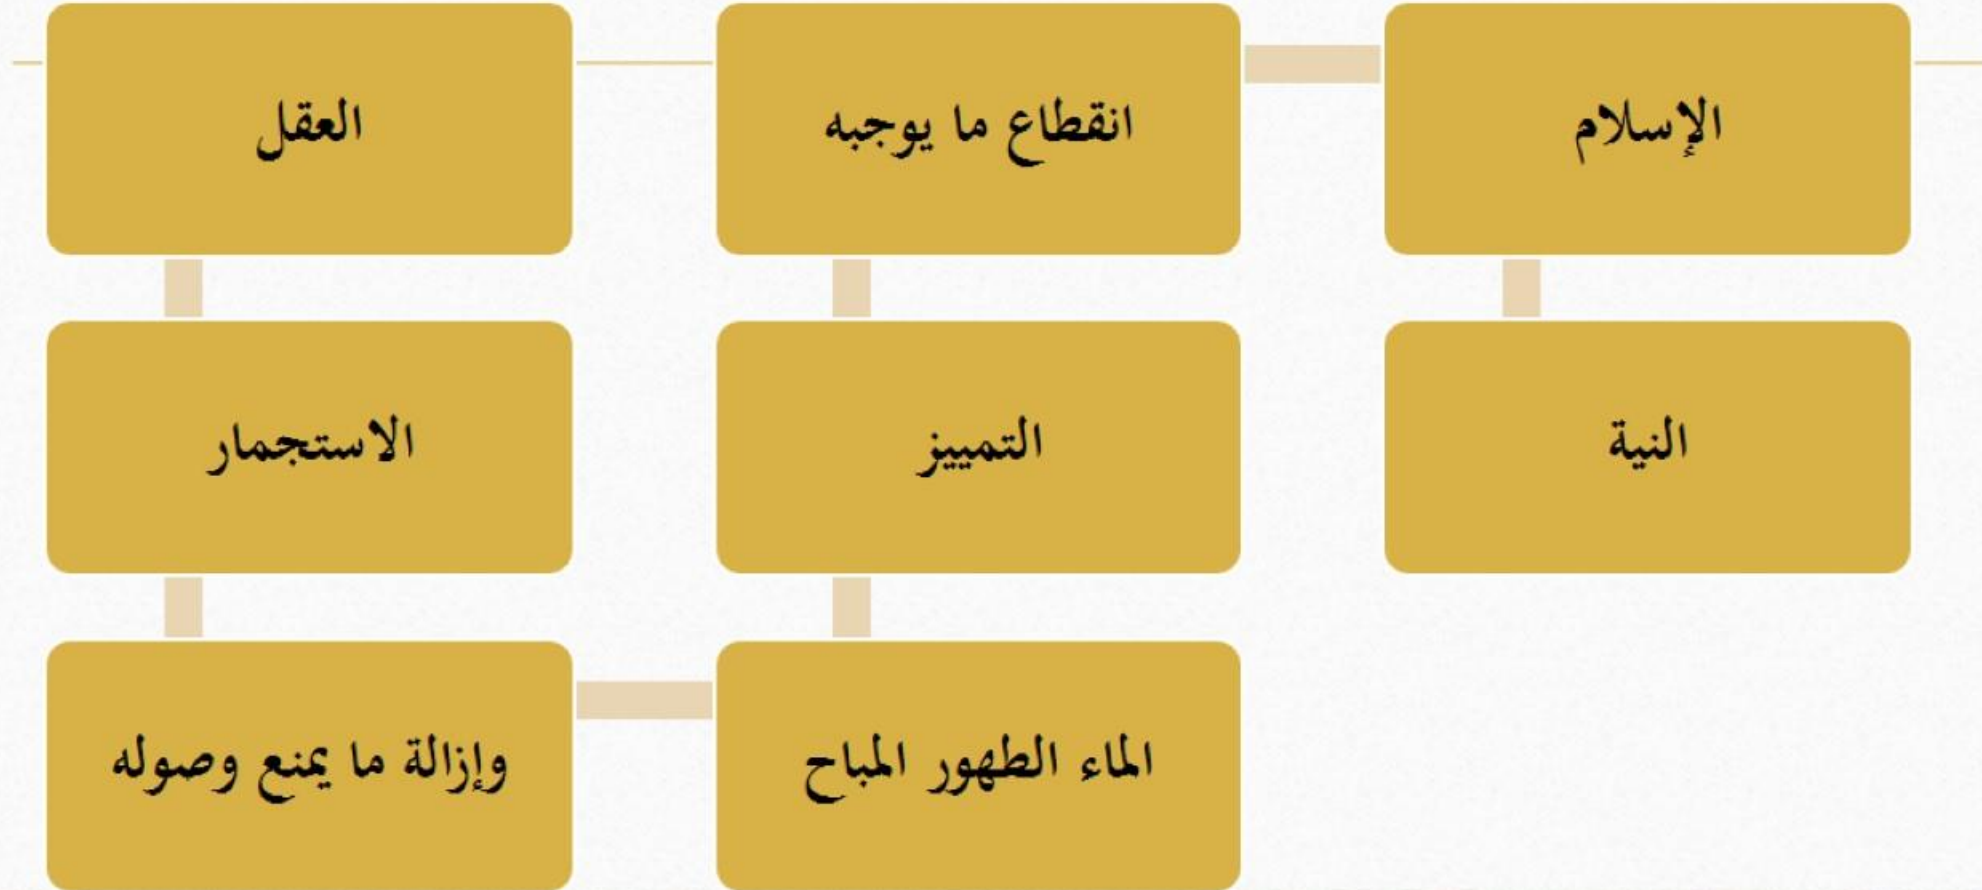 الإسلام
انقطاع ما يوجبه
العقل
النية
التمييز
الاستجمار
الماء الطهور المباح
وإزالة ما يمنع وصوله